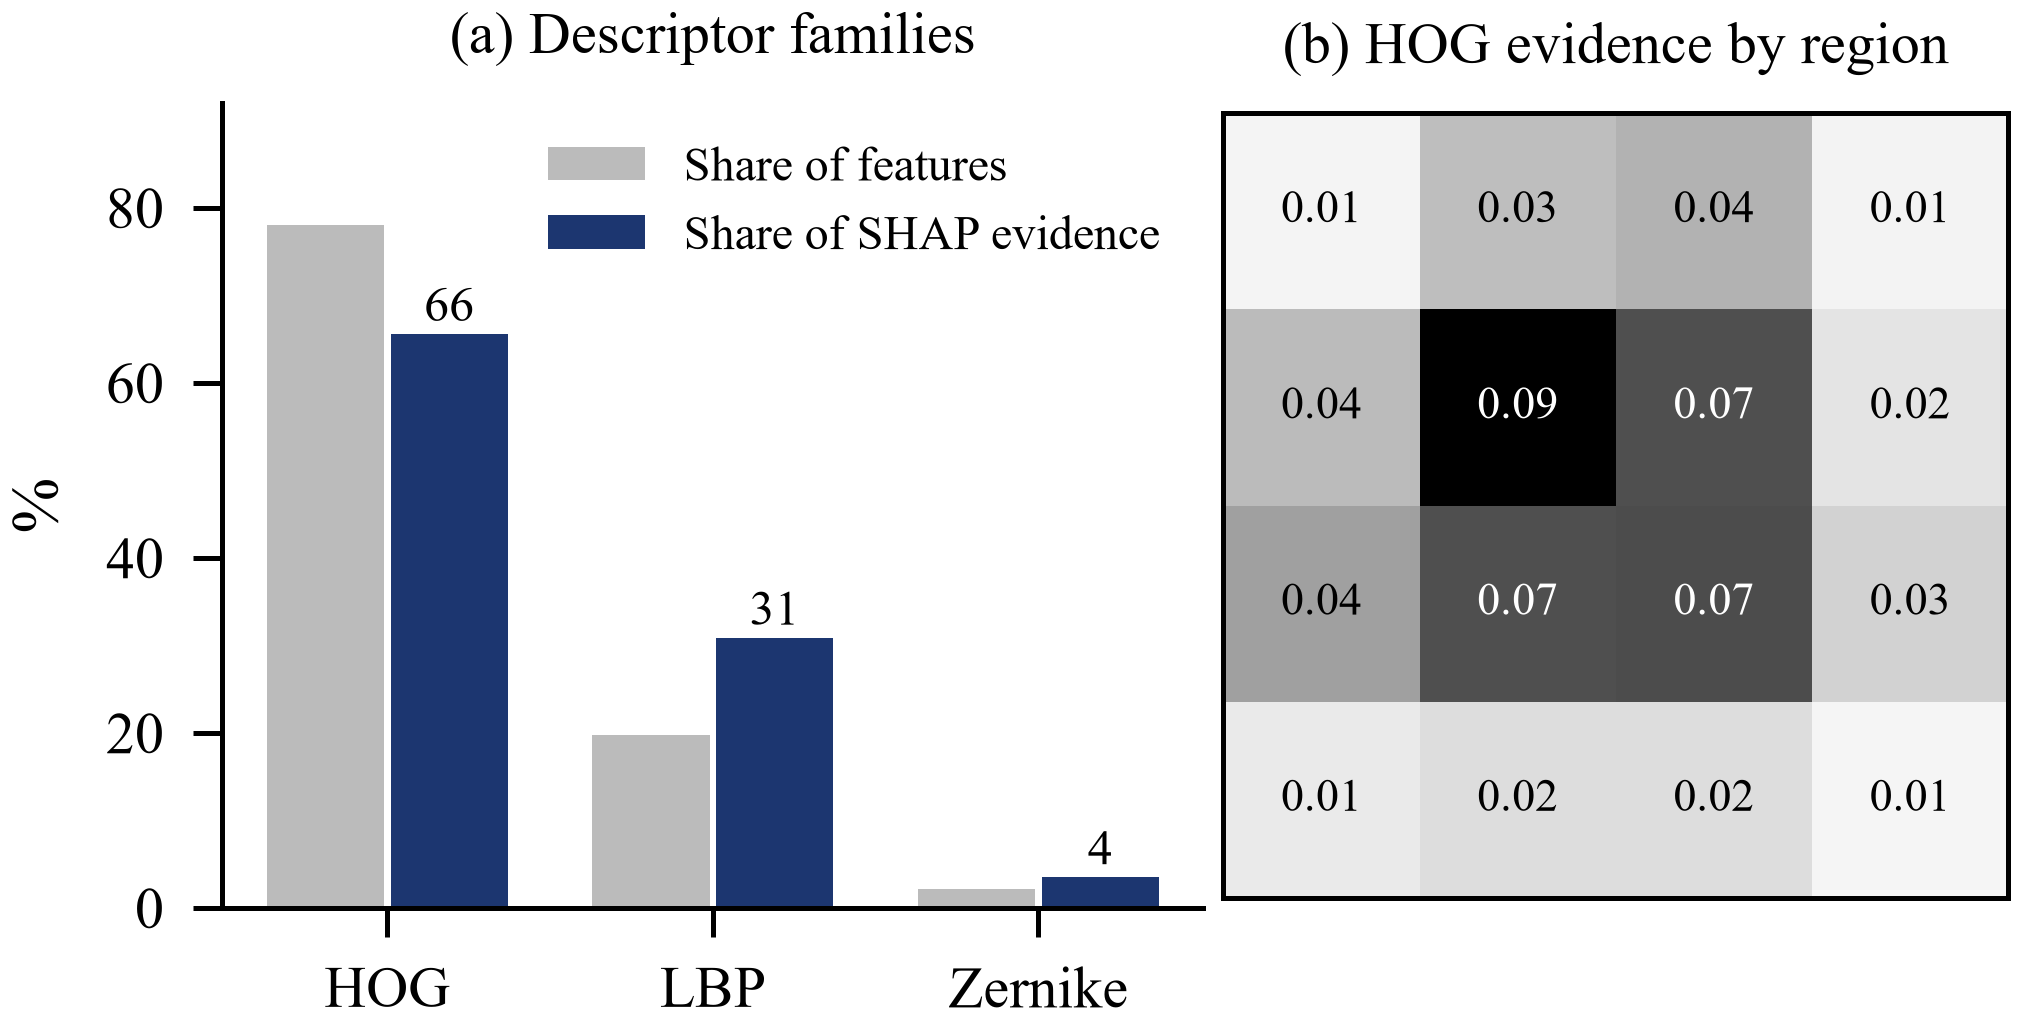 (a) Descriptor families
Share of features
Share of SHAP evidence
%
80
60
40
20
0
66
31
4
HOG LBP Zernike
(b) HOG evidence by region
0.01 0.03 0.04 0.01
0.04 0.09 0.07 0.02
0.04 0.07 0.07 0.03
0.01 0.02 0.02 0.01